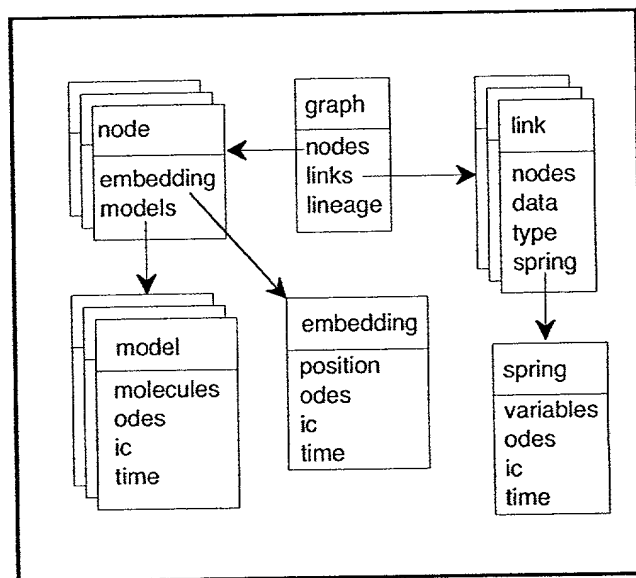 node
embedding
models
graph
nodes
links
lineage
link
nodes
data
type
spring
model
molecules
odes
ic
time
embedding
position
odes
ic
time
spring
variables
odes
ic
time